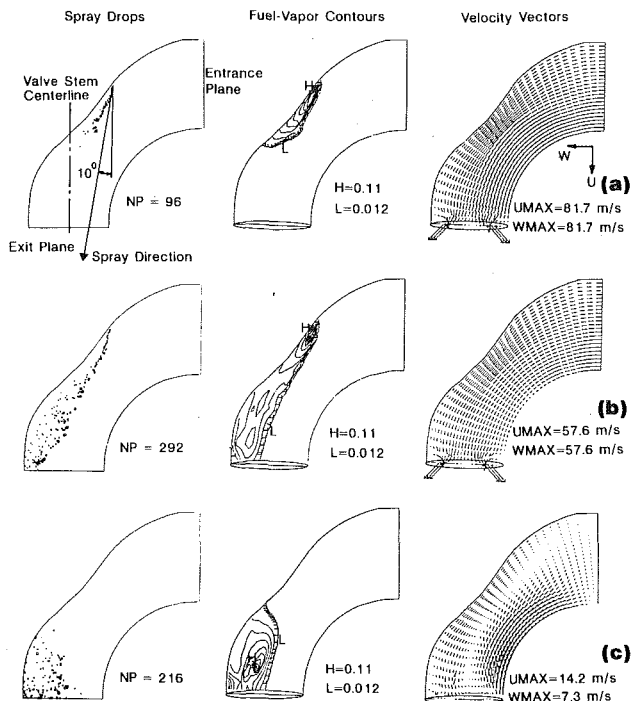 Spray Drops
Fuel-Vapor Contours
Velocity Vectors
Valve Stem
Centerline
Entrance
Plane
10⁰
NP = 96
Exit Plane
Spray Direction
H
L
H=0.11
L=0.012
W
U
(a)
UMAX=81.7 m/s
WMAX=81.7 m/s
NP = 292
H
L
H=0.11
L=0.012
(b)
UMAX=57.6 m/s
WMAX=57.6 m/s
NP = 216
L
H=0.11
L=0.012
(c)
UMAX=14.2 m/s
WMAX=7.3 m/s